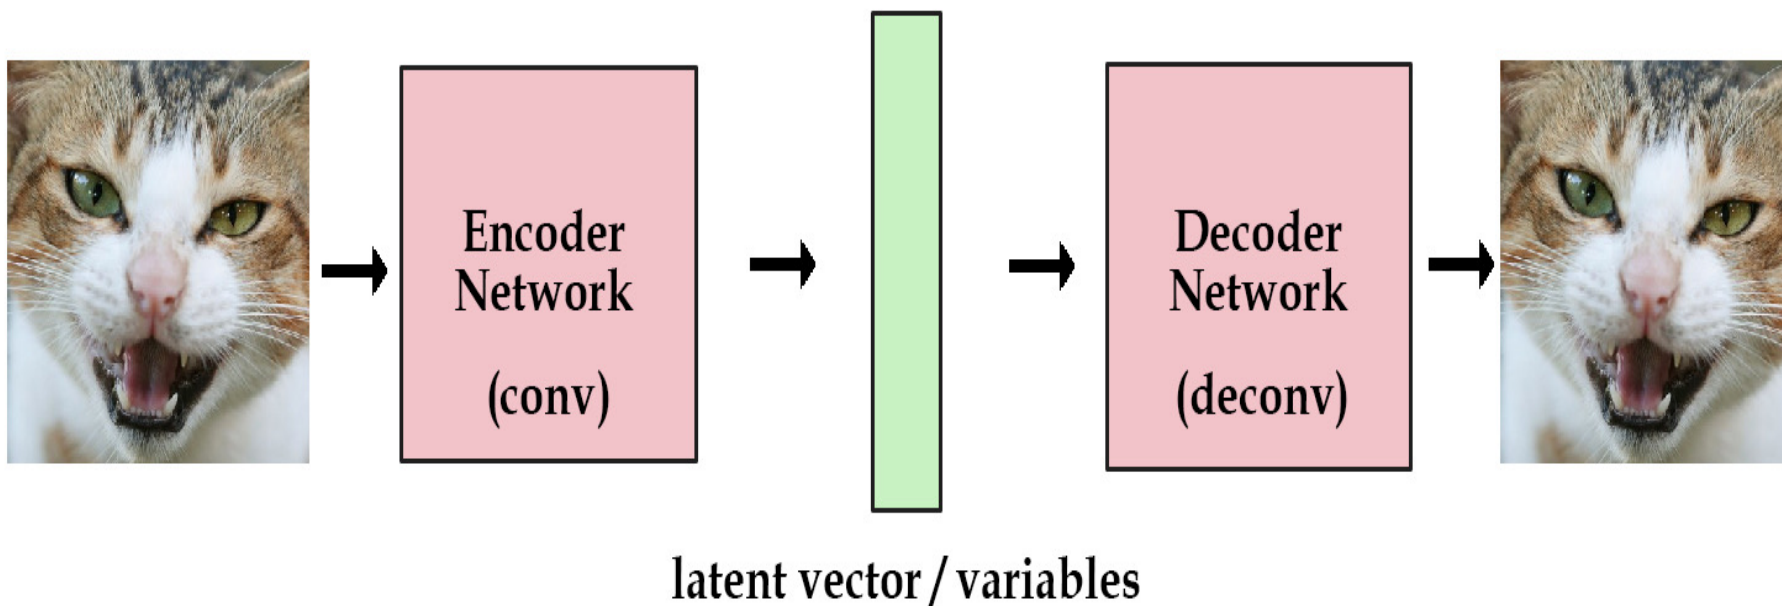 Encoder
Network
(conv)
latent vector / variables
Decoder
Network
(deconv)